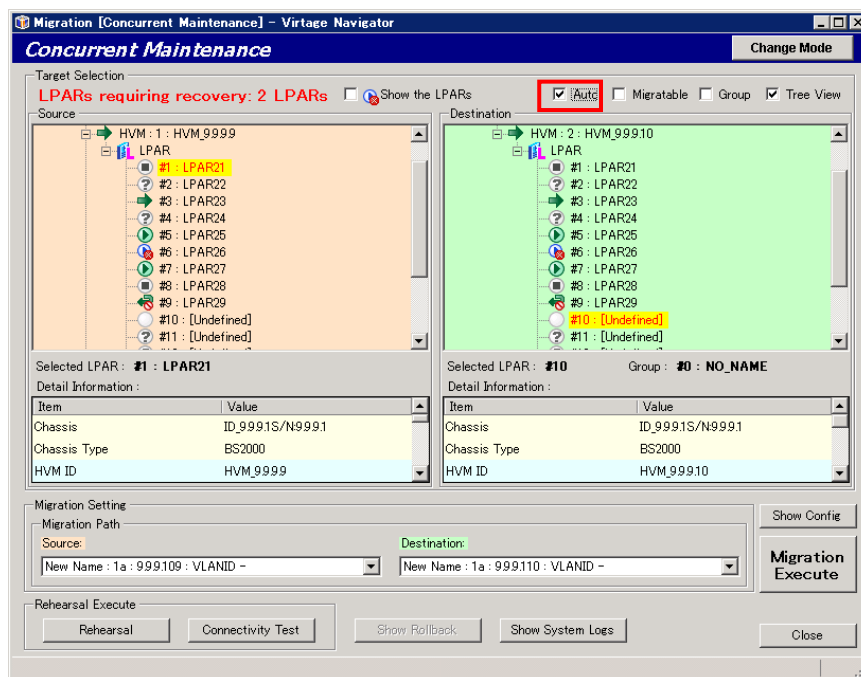 Migration [Concurrent Maintenance] - Virtage Navigator
Concurrent Maintenance
Change Mode
Target Selection
LPARs requiring recovery: 2 LPARs
Show the LPARs
Auto
Migratable
Group
Tree View
Source
HVM : 1 : HVM_9.9.9.9
LPAR
#1 : LPAR21
#2 : LPAR22
#3 : LPAR23
#4 : LPAR24
#5 : LPAR25
#6 : LPAR26
#7 : LPAR27
#8 : LPAR28
#9 : LPAR29
#10 : [Undefined]
#11 : [Undefined]
Destination
HVM : 2 : HVM_9.9.9.10
LPAR
#1 : LPAR21
#2 : LPAR22
#3 : LPAR23
#4 : LPAR24
#5 : LPAR25
#6 : LPAR26
#7 : LPAR27
#8 : LPAR28
#9 : LPAR29
#10 : [Undefined]
#11 : [Undefined]
Selected LPAR : #1 : LPAR21
Detail Information :
Item Value
Chassis ID_9.9.9.1S/N:9.9.9.1
Chassis Type BS2000
HVM ID HVM_9.9.9.9
Selected LPAR : #10 Group : #0 : NO_NAME
Detail Information :
Item Value
Chassis ID_9.9.9.1S/N:9.9.9.1
Chassis Type BS2000
HVM ID HVM_9.9.9.10
Migration Setting
Migration Path
Source:
New Name : 1a : 9.9.9.109 : VLANID -
Destination:
New Name : 1a : 9.9.9.110 : VLANID -
Show Config
Migration
Execute
Rehearsal Execute
Rehearsal
Connectivity Test
Show Rollback
Show System Logs
Close